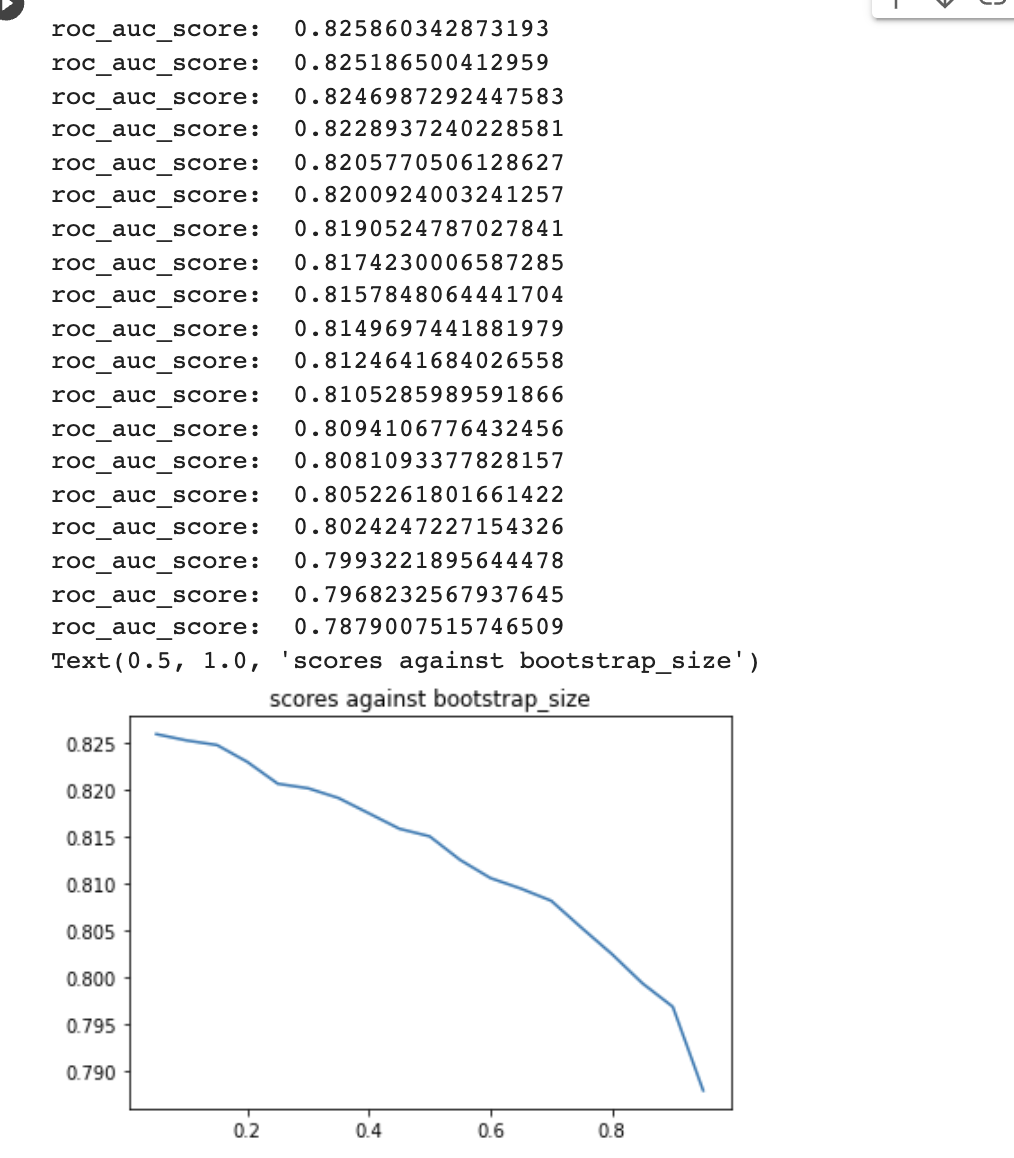 roc_auc_score:  0.825860342873193
roc_auc_score:  0.825186500412959
roc_auc_score:  0.8246987292447583
roc_auc_score:  0.8228937240228581
roc_auc_score:  0.8205770506128627
roc_auc_score:  0.8200924003241257
roc_auc_score:  0.8190524787027841
roc_auc_score:  0.8174230006587285
roc_auc_score:  0.8157848064441704
roc_auc_score:  0.8149697441881979
roc_auc_score:  0.8124641684026558
roc_auc_score:  0.8105285989591866
roc_auc_score:  0.8094106776432456
roc_auc_score:  0.8081093377828157
roc_auc_score:  0.8052261801661422
roc_auc_score:  0.8024247227154326
roc_auc_score:  0.7993221895644478
roc_auc_score:  0.7968232567937645
roc_auc_score:  0.7879007515746509
Text(0.5, 1.0, 'scores against bootstrap_size')
scores against bootstrap_size
0.825
0.820
0.815
0.810
0.805
0.800
0.795
0.790
0.2 0.4 0.6 0.8